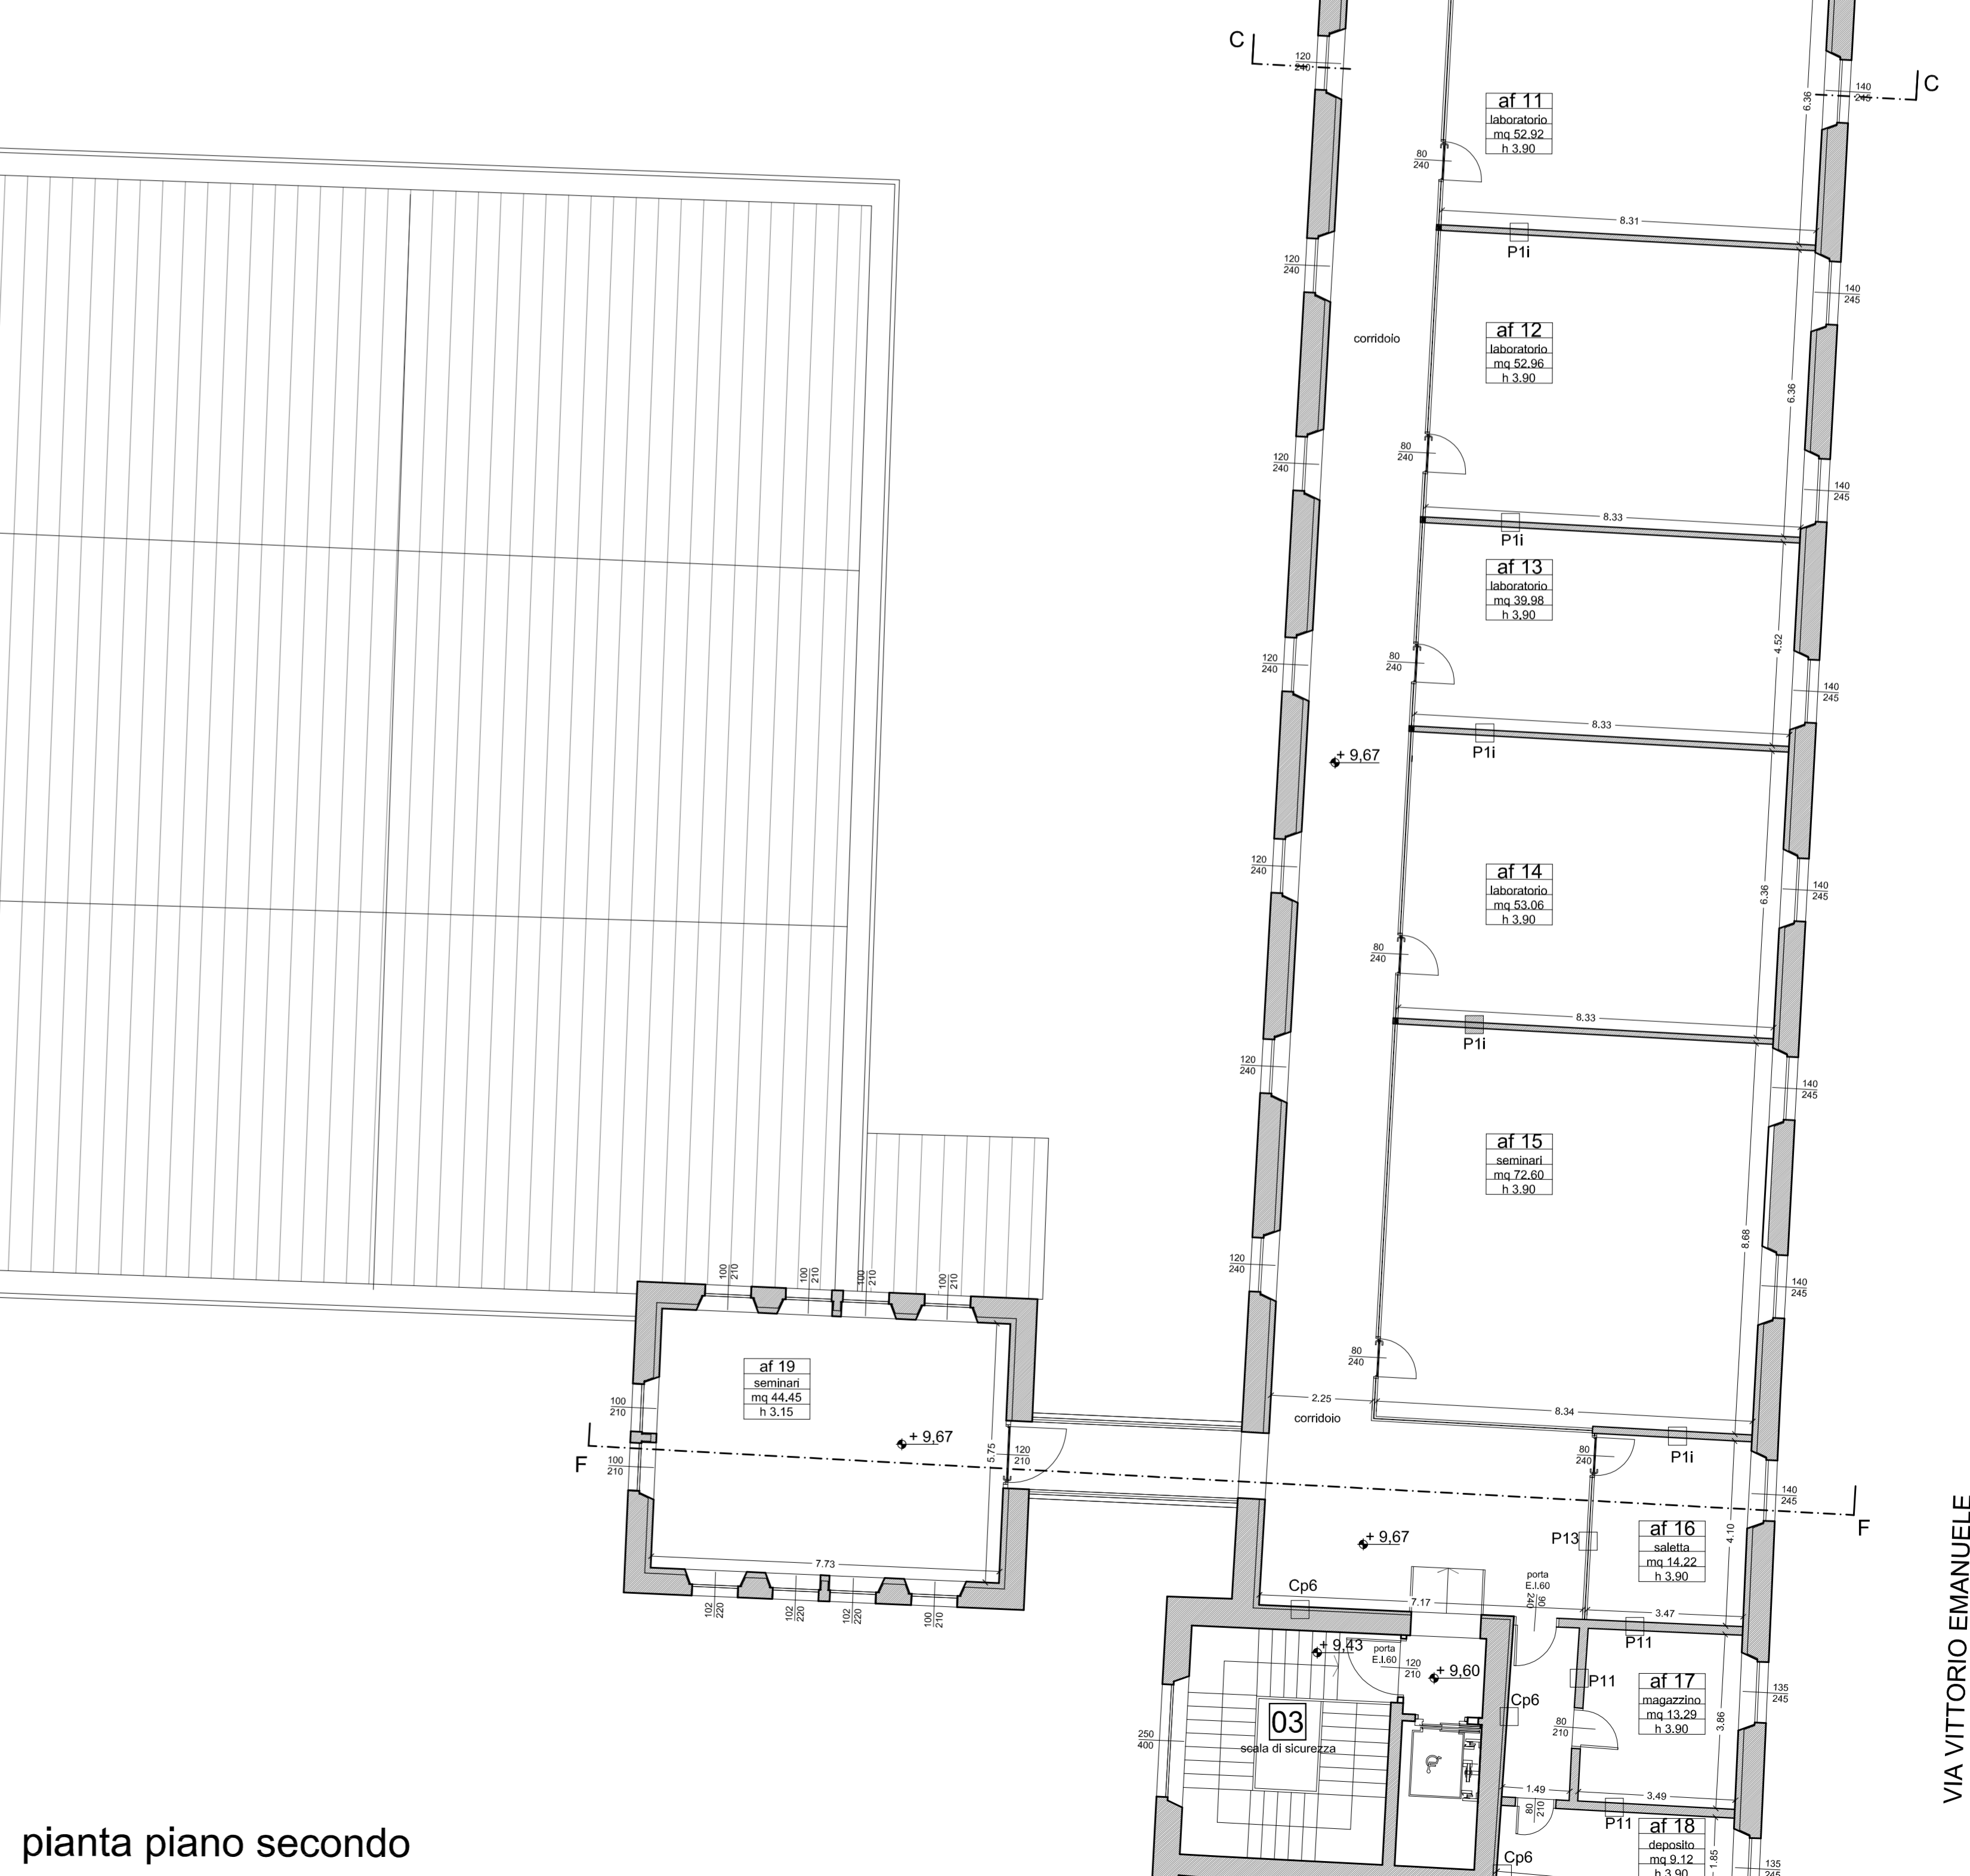 C
120
240
C
140
245
6.36
af 11
laboratorio
mq 52.92
h 3.90
80
240
8.31
P1i
120
240
140
245
corridoio
af 12
laboratorio
mq 52.96
h 3.90
6.36
80
240
120
240
140
245
8.33
P1i
af 13
laboratorio
mq 39.98
h 3.90
4.52
80
240
120
240
140
245
8.33
P1i
+ 9,67
120
240
af 14
laboratorio
mq 53.06
h 3.90
6.36
140
245
80
240
8.33
P1i
120
240
140
245
af 15
seminari
mq 72.60
h 3.90
8.68
120
240
140
245
80
240
2.25
corridoio
8.34
100
210
100
210
100
210
100
210
af 19
seminari
mq 44.45
h 3.15
100
210
+ 9,67
5.75
120
210
F
100
210
7.73
102
220
102
220
102
220
100
210
80
240
P1i
140
245
F
P13
af 16
saletta
mq 14.22
h 3.90
4.10
+ 9,67
Cp6
7.17
porta
E.I.60
90
240
3.47
P11
+ 9,43
porta
E.I.60
120
210
+ 9,60
P11
af 17
magazzino
mq 13.29
h 3.90
3.86
135
245
Cp6
80
210
03
scala di sicurezza
250
400
1.49
3.49
80
210
P11
af 18
deposito
mq 9.12
h 3.90
1.85
135
245
Cp6
VIA VITTORIO EMANUELE
pianta piano secondo